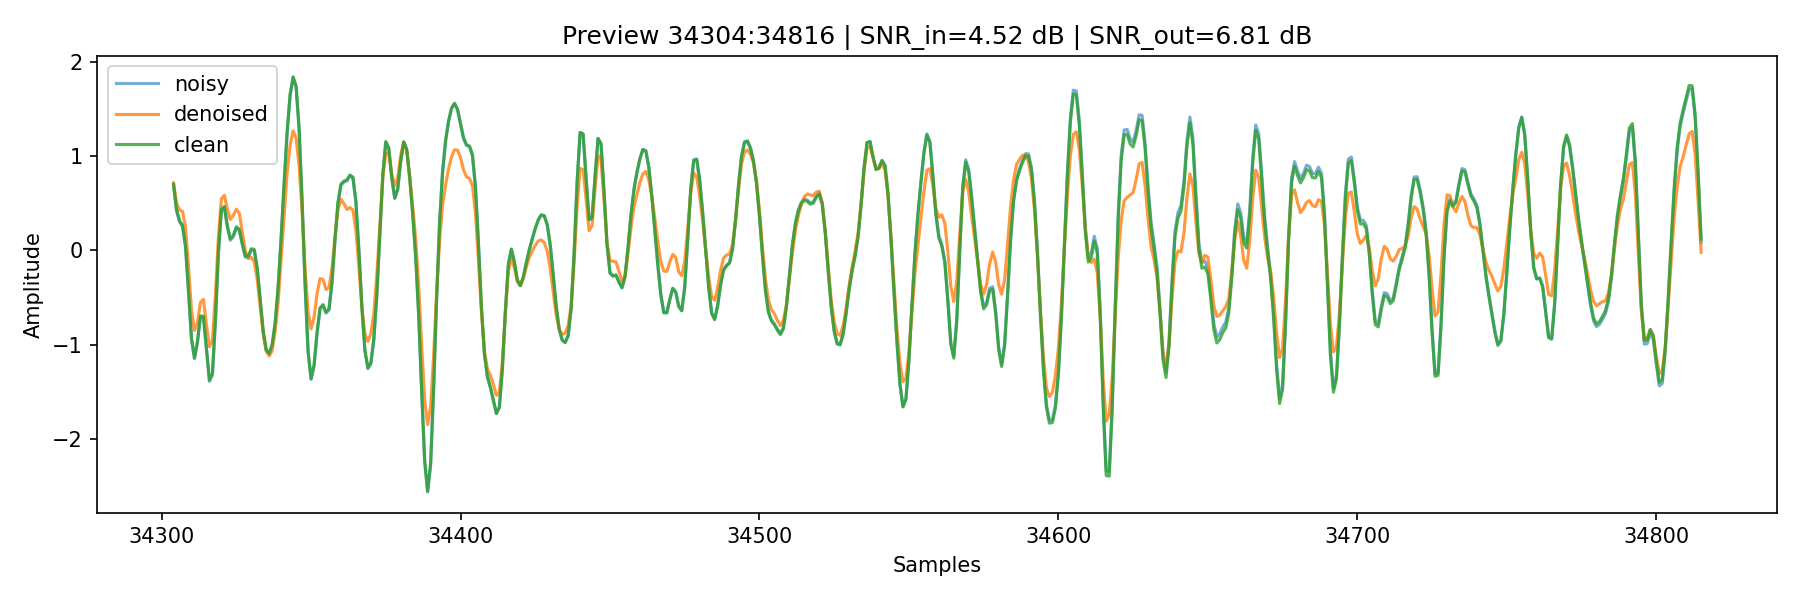 Preview 34304:34816 | SNR_in=4.52 dB | SNR_out=6.81 dB
noisy
denoised
clean
Amplitude
2
1
0
−1
−2
34300 34400 34500 34600 34700 34800
Samples